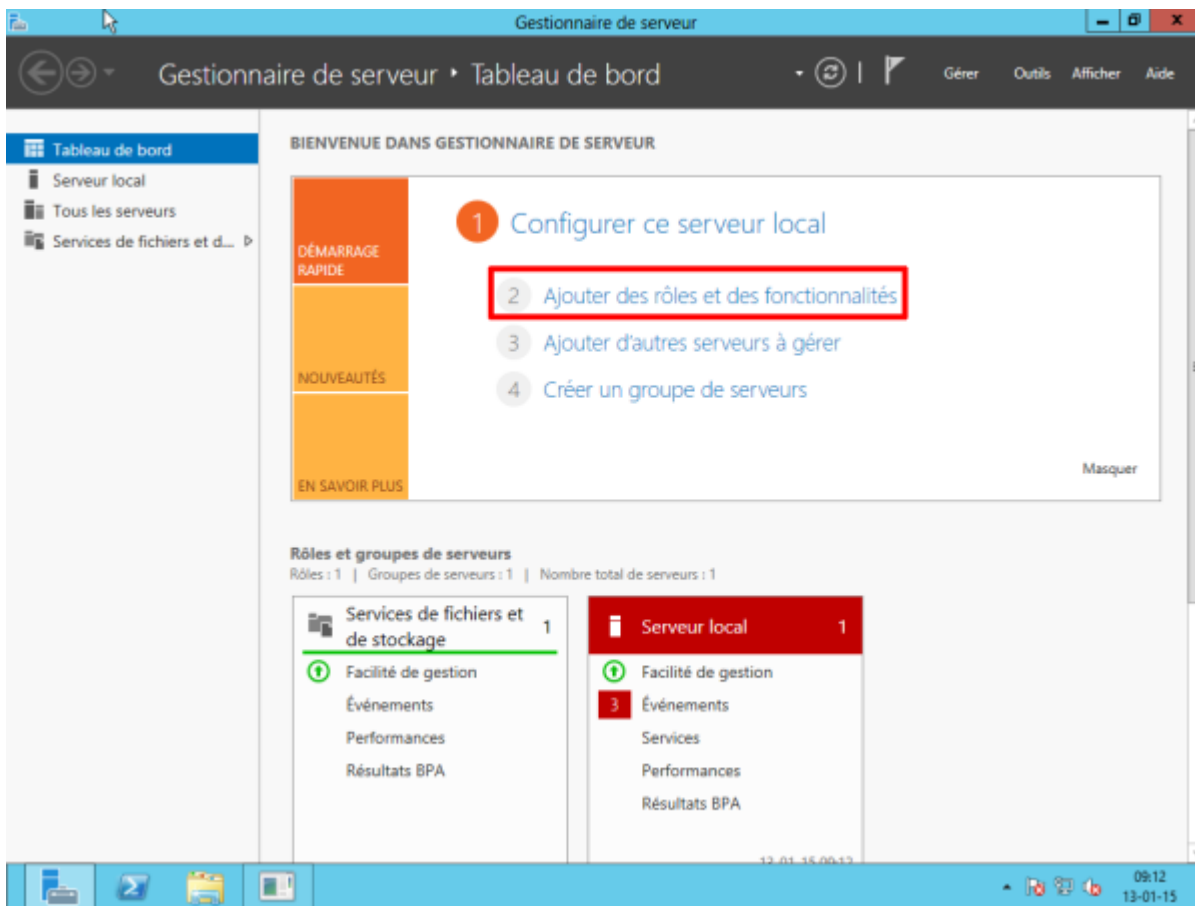 Gestionnaire de serveur
Gestionnaire de serveur ‣ Tableau de bord
Gérer Outils Afficher Aide
Tableau de bord
Serveur local
Tous les serveurs
Services de fichiers et d...
BIENVENUE DANS GESTIONNAIRE DE SERVEUR
DÉMARRAGE
RAPIDE
NOUVEAUTÉS
EN SAVOIR PLUS
1 Configurer ce serveur local
2 Ajouter des rôles et des fonctionnalités
3 Ajouter d'autres serveurs à gérer
4 Créer un groupe de serveurs
Masquer
Rôles et groupes de serveurs
Rôles : 1 | Groupes de serveurs : 1 | Nombre total de serveurs : 1
Services de fichiers et
de stockage
1
Facilité de gestion
Événements
Performances
Résultats BPA
Serveur local 1
Facilité de gestion
3 Événements
Services
Performances
Résultats BPA
13-01-15 09:12
09:12
13-01-15